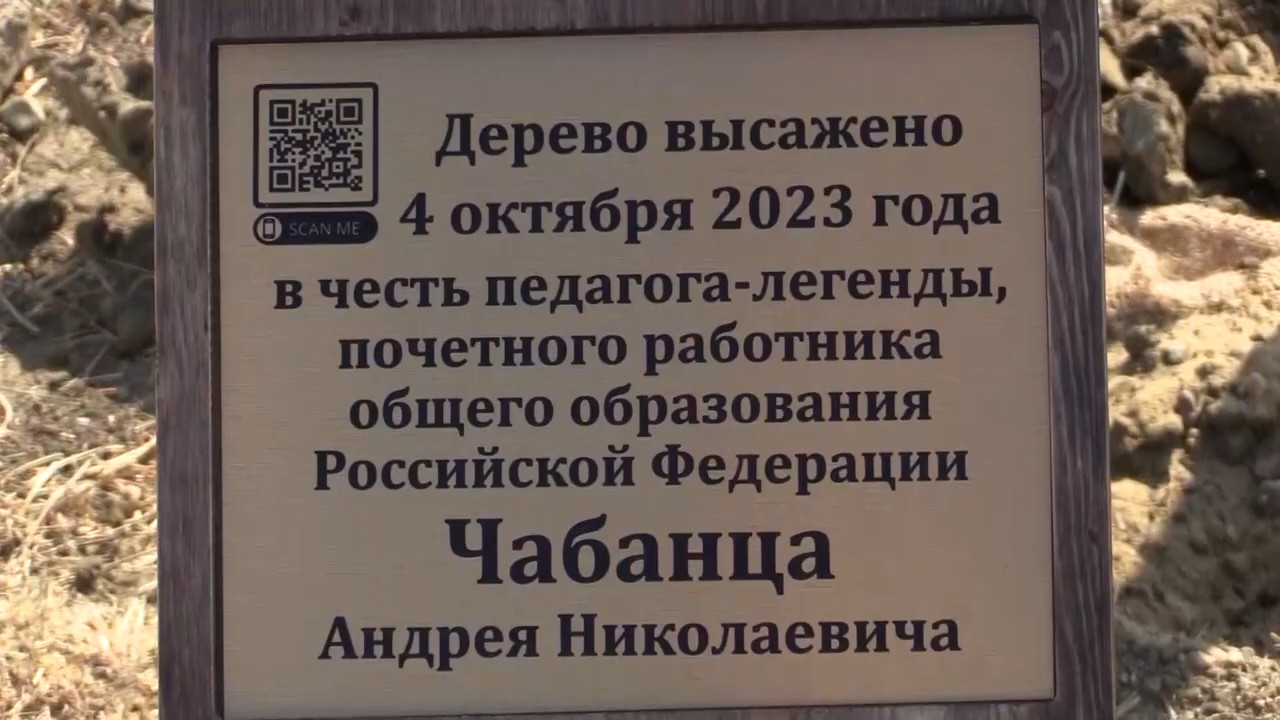 Дерево высажено
4 октября 2023 года
SCAN ME
в честь педагога-легенды,
почетного работника
общего образования
Российской Федерации
Чабанца
Андрея Николаевича